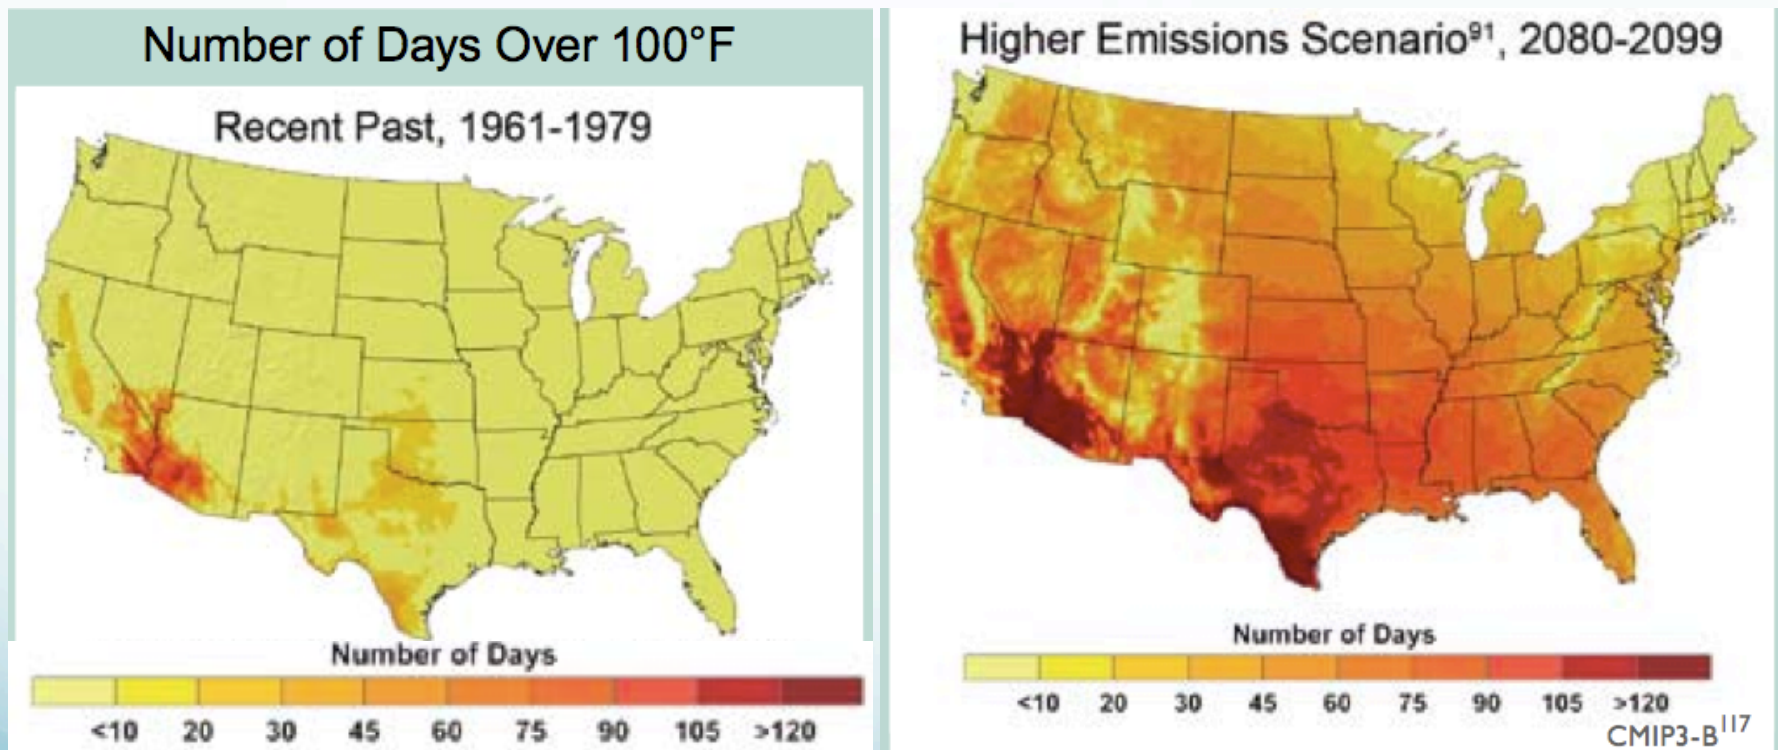 Number of Days Over 100°F
Recent Past, 1961-1979
Number of Days
<10 20 30 45 60 75 90 105 >120
Higher Emissions Scenario⁹¹, 2080-2099
Number of Days
<10 20 30 45 60 75 90 105 >120
CMIP3-B¹¹⁷